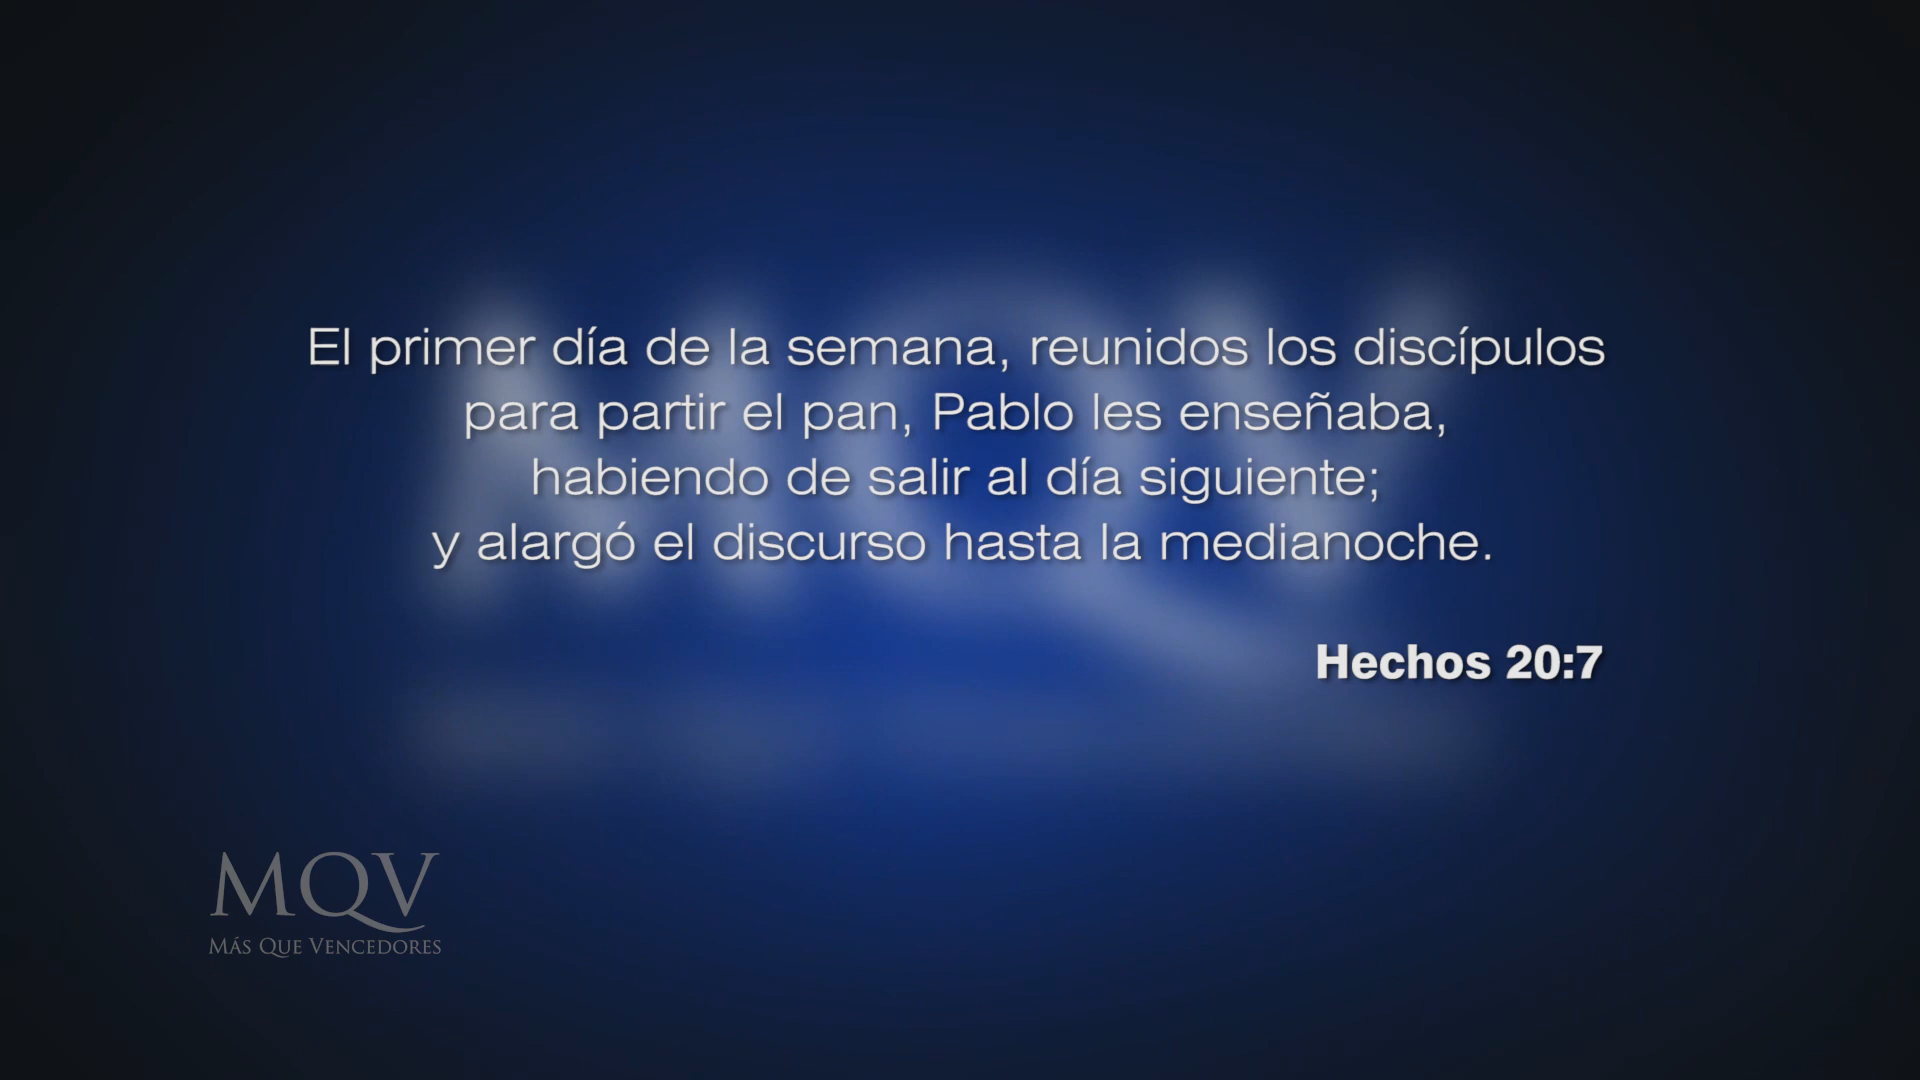 El primer día de la semana, reunidos los discípulos
para partir el pan, Pablo les enseñaba,
habiendo de salir al día siguiente;
y alargó el discurso hasta la medianoche.
Hechos 20:7
MQV
MÁS QUE VENCEDORES